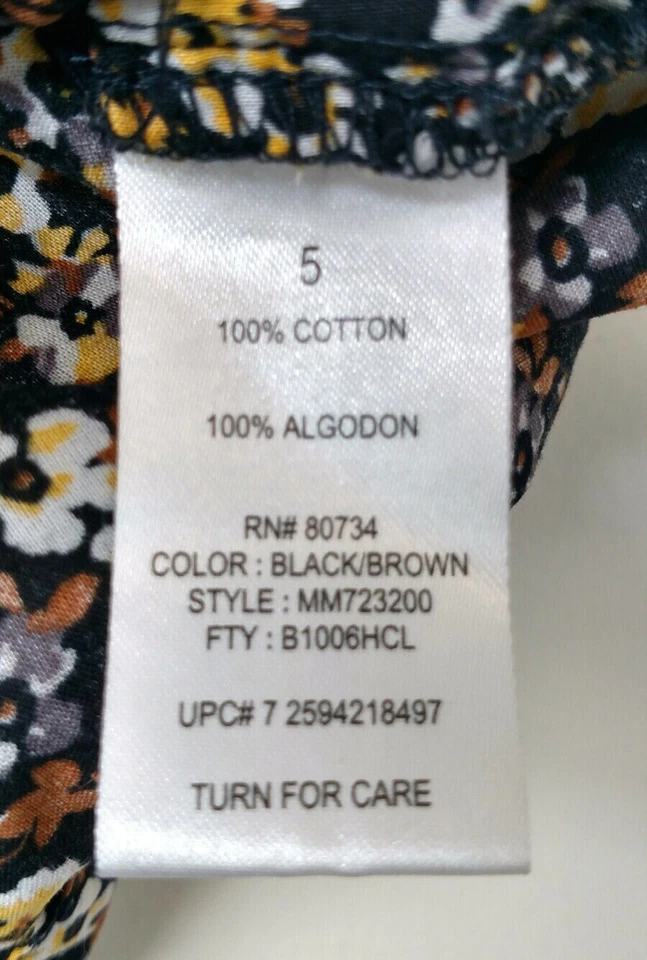 5
100% COTTON
100% ALGODON
RN# 80734
COLOR : BLACK/BROWN
STYLE : MM723200
FTY : B1006HCL
UPC# 7 2594218497
TURN FOR CARE